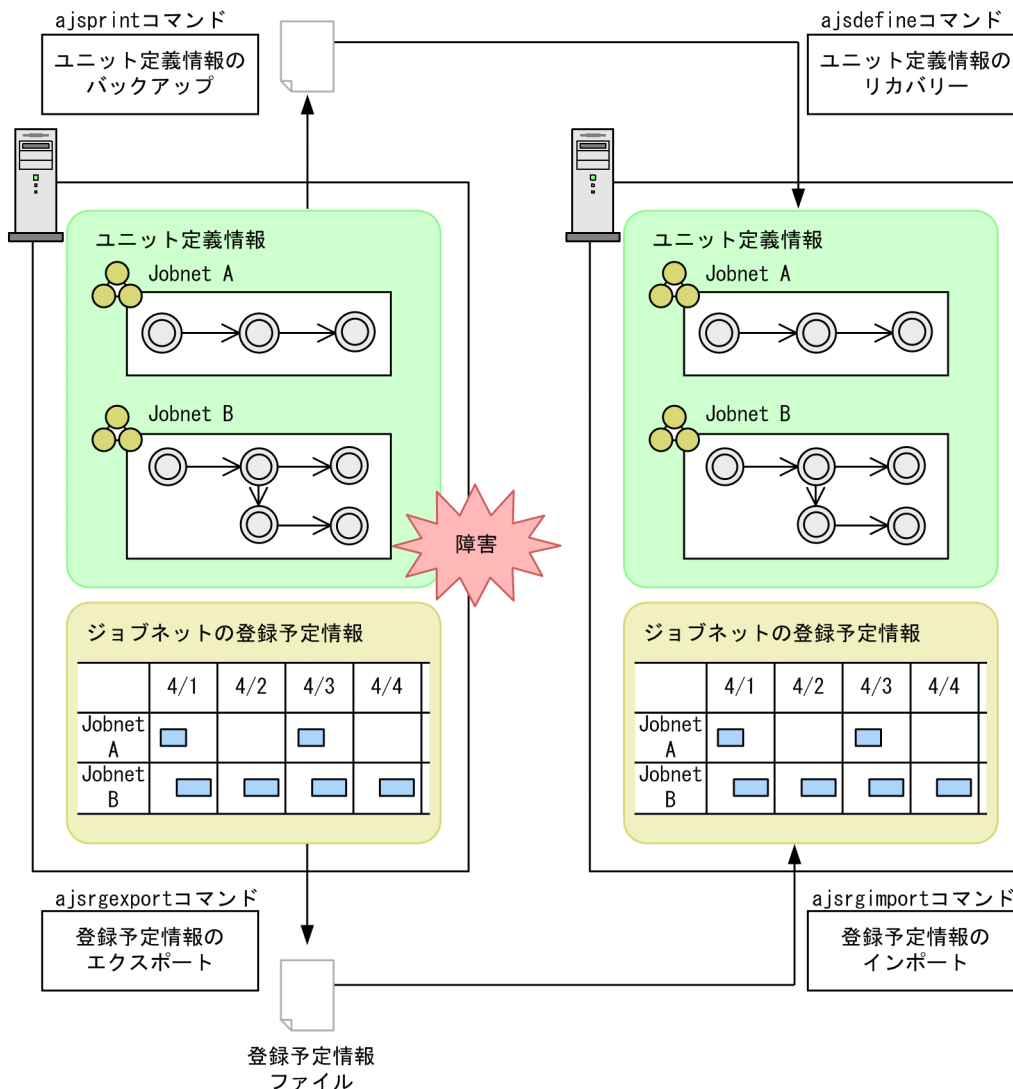 ajsprintコマンド
ユニット定義情報の
バックアップ
ajsdefineコマンド
ユニット定義情報の
リカバリー
ユニット定義情報
Jobnet A
Jobnet B
障害
ジョブネットの登録予定情報
4/1 4/2 4/3 4/4
Jobnet
A
Jobnet
B
ユニット定義情報
Jobnet A
Jobnet B
ジョブネットの登録予定情報
4/1 4/2 4/3 4/4
Jobnet
A
Jobnet
B
ajsrgexportコマンド
登録予定情報の
エクスポート
ajsrgimportコマンド
登録予定情報の
インポート
登録予定情報
ファイル